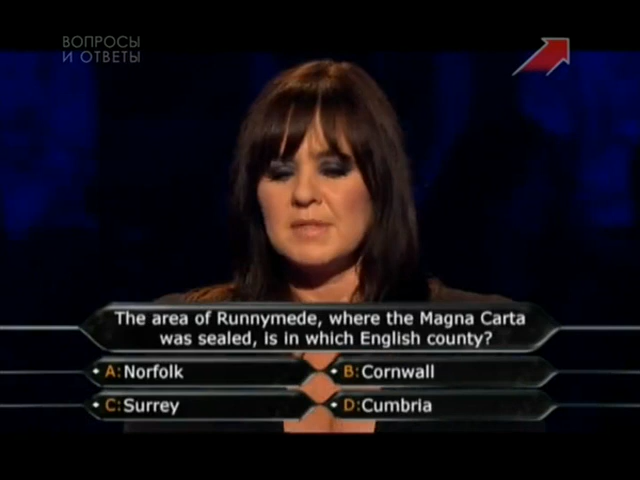 ВОПРОСЫ
И ОТВЕТЫ
The area of Runnymede, where the Magna Carta
was sealed, is in which English county?
A: Norfolk
B: Cornwall
C: Surrey
D: Cumbria